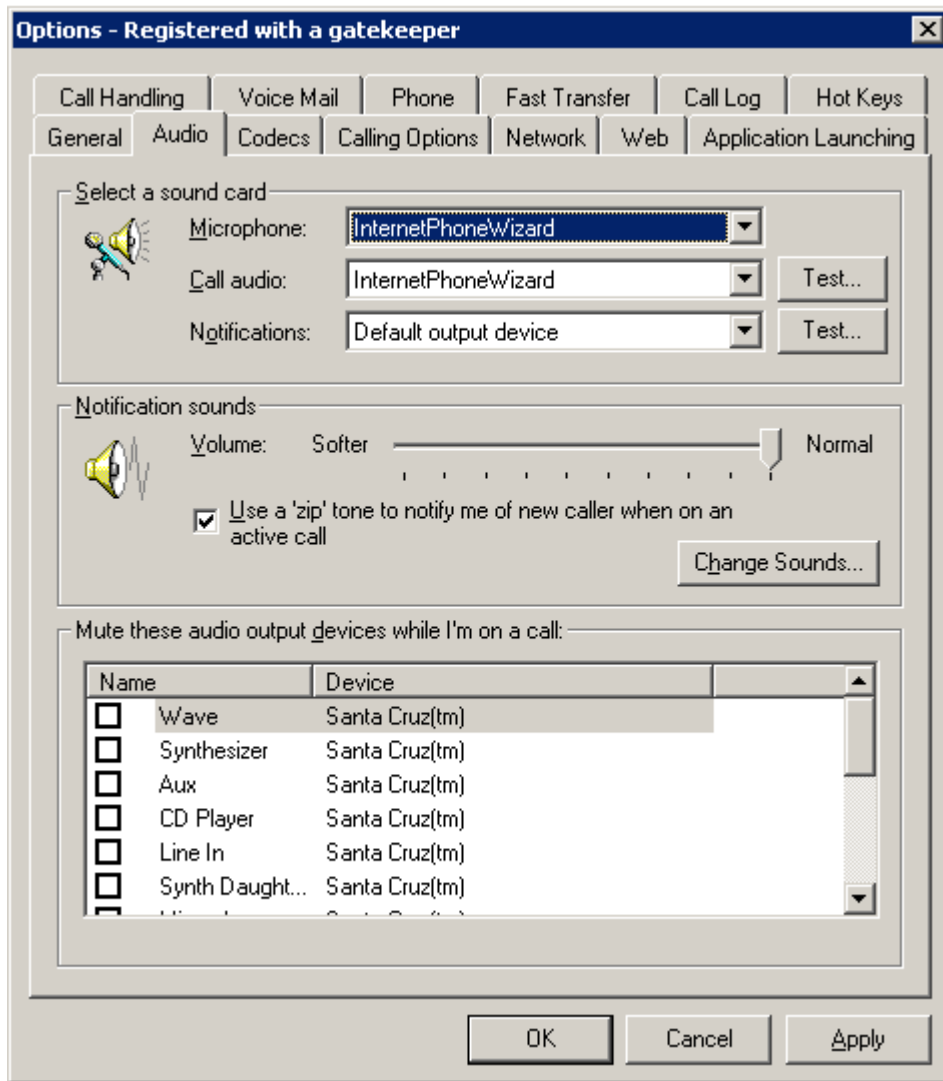 Options - Registered with a gatekeeper
Call Handling Voice Mail Phone Fast Transfer Call Log Hot Keys
General Audio Codecs Calling Options Network Web Application Launching
Select a sound card
Microphone: InternetPhoneWizard
Call audio: InternetPhoneWizard Test...
Notifications: Default output device Test...
Notification sounds
Volume: Softer Normal
Use a 'zip' tone to notify me of new caller when on an
active call
Change Sounds...
Mute these audio output devices while I'm on a call:
Name Device
Wave Santa Cruz(tm)
Synthesizer Santa Cruz(tm)
Aux Santa Cruz(tm)
CD Player Santa Cruz(tm)
Line In Santa Cruz(tm)
Synth Daught... Santa Cruz(tm)
OK Cancel Apply